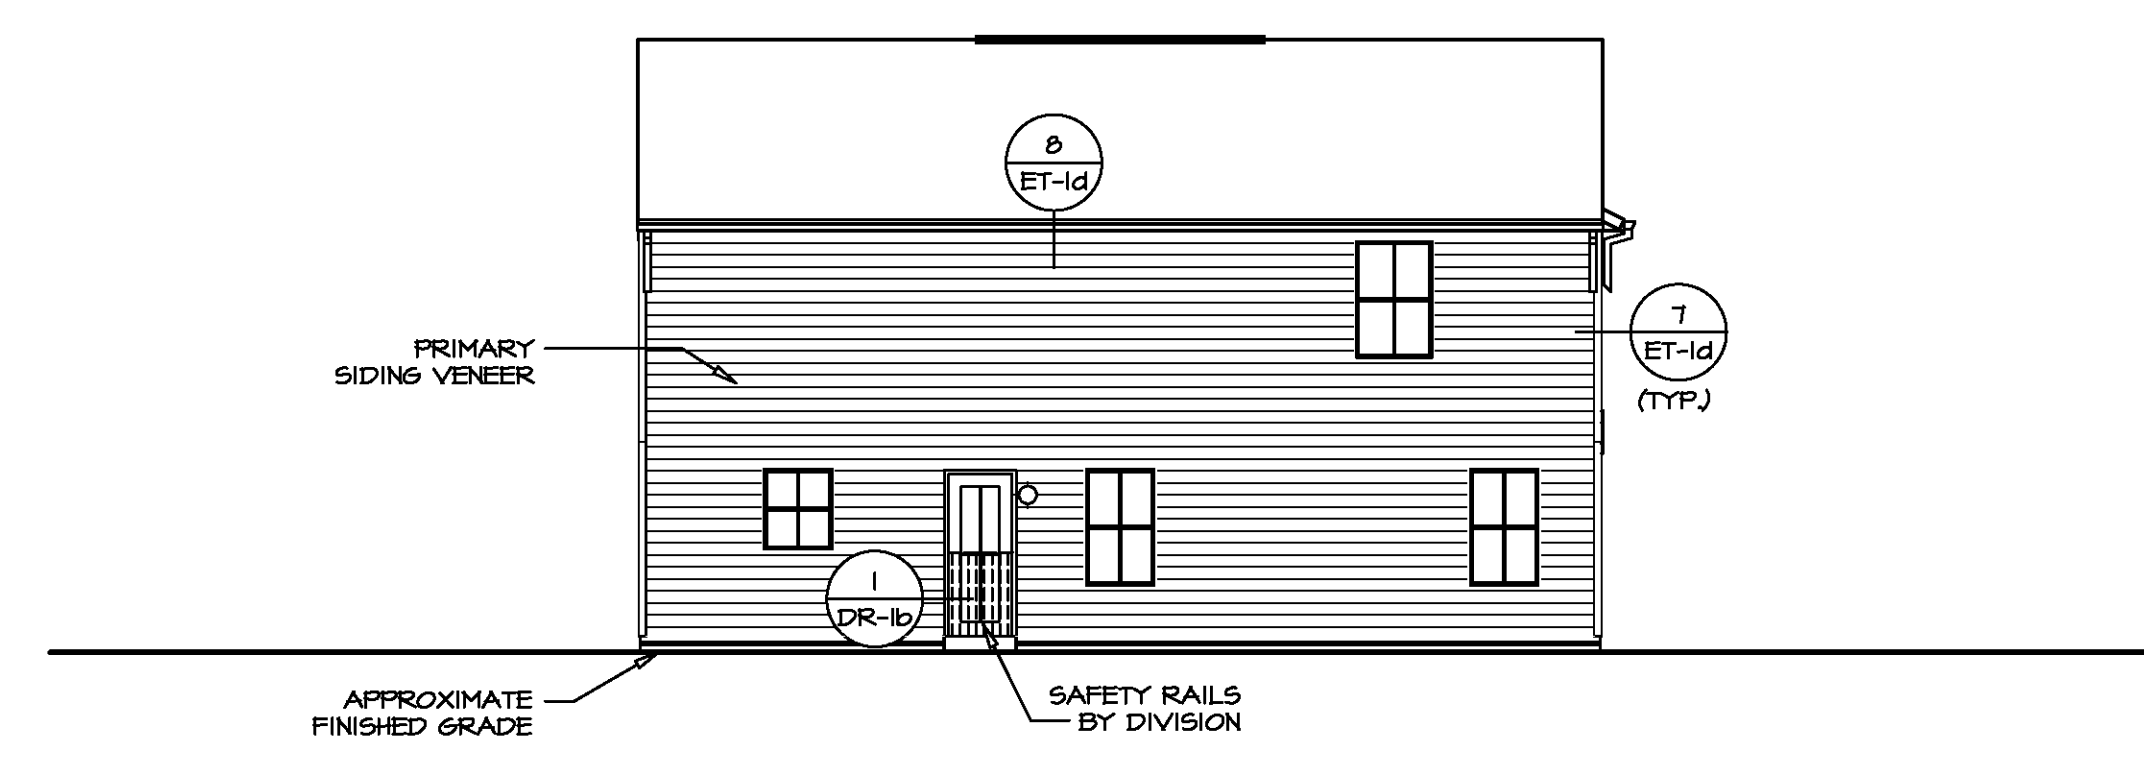 8
ET-1d
7
ET-1d
(TYP.)
PRIMARY
SIDING VENEER
1
DR-1b
APPROXIMATE
FINISHED GRADE
SAFETY RAILS
BY DIVISION